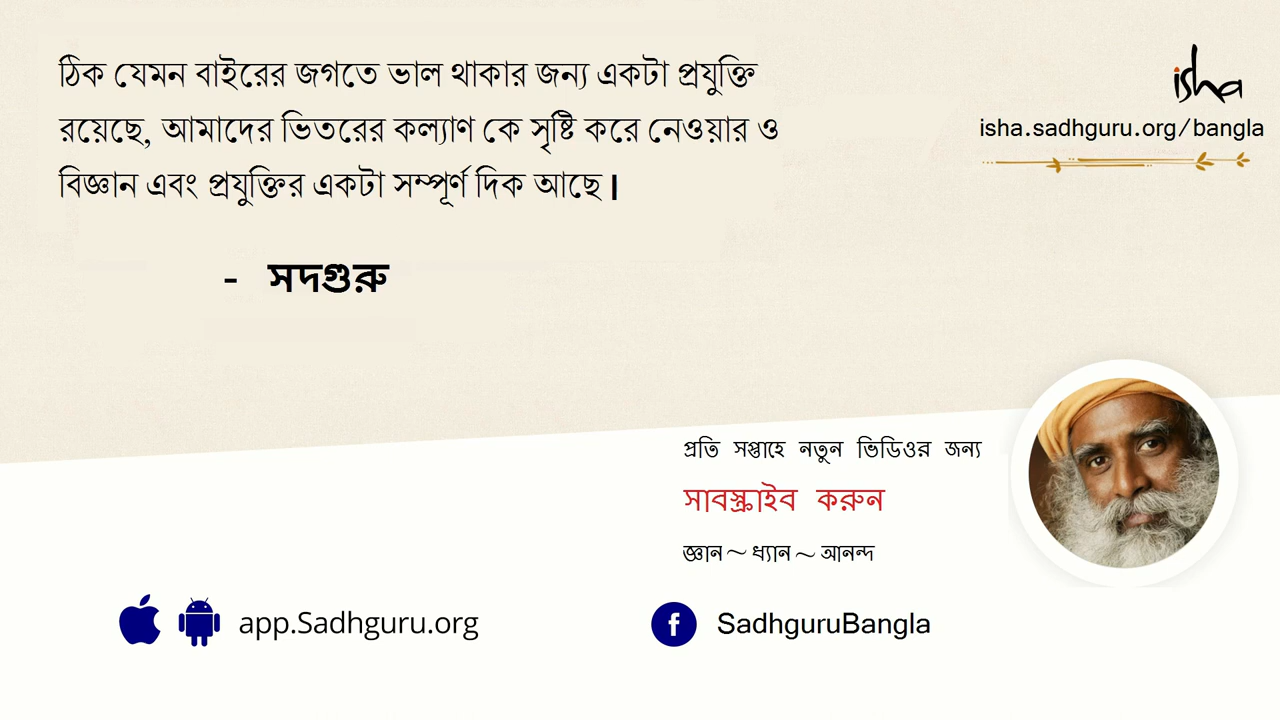 ঠিক যেমন বাইরের জগতে ভাল থাকার জন্য একটা প্রযুক্তি
রয়েছে, আমাদের ভিতরের কল্যাণ কে সৃষ্টি করে নেওয়ার ও
বিজ্ঞান এবং প্রযুক্তির একটা সম্পূর্ণ দিক আছে।
- সদগুরু
isha
isha.sadhguru.org/bangla
প্রতি সপ্তাহে নতুন ভিডিওর জন্য
সাবস্ক্রাইব করুন
জ্ঞান ~ ধ্যান ~ আনন্দ
app.Sadhguru.org
f SadhguruBangla